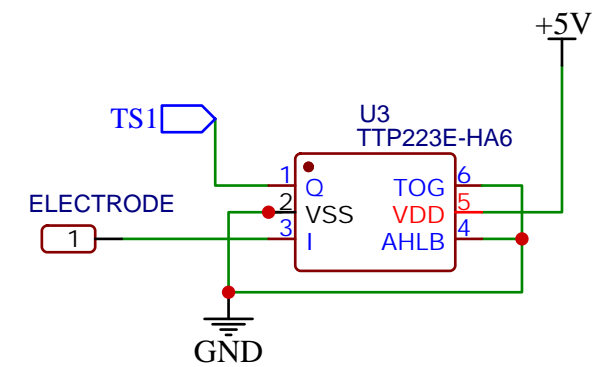 +5V
TS1
U3
TTP223E-HA6
1
Q
TOG
6
ELECTRODE
2
VSS
VDD
5
1
3
I
AHLB
4
GND